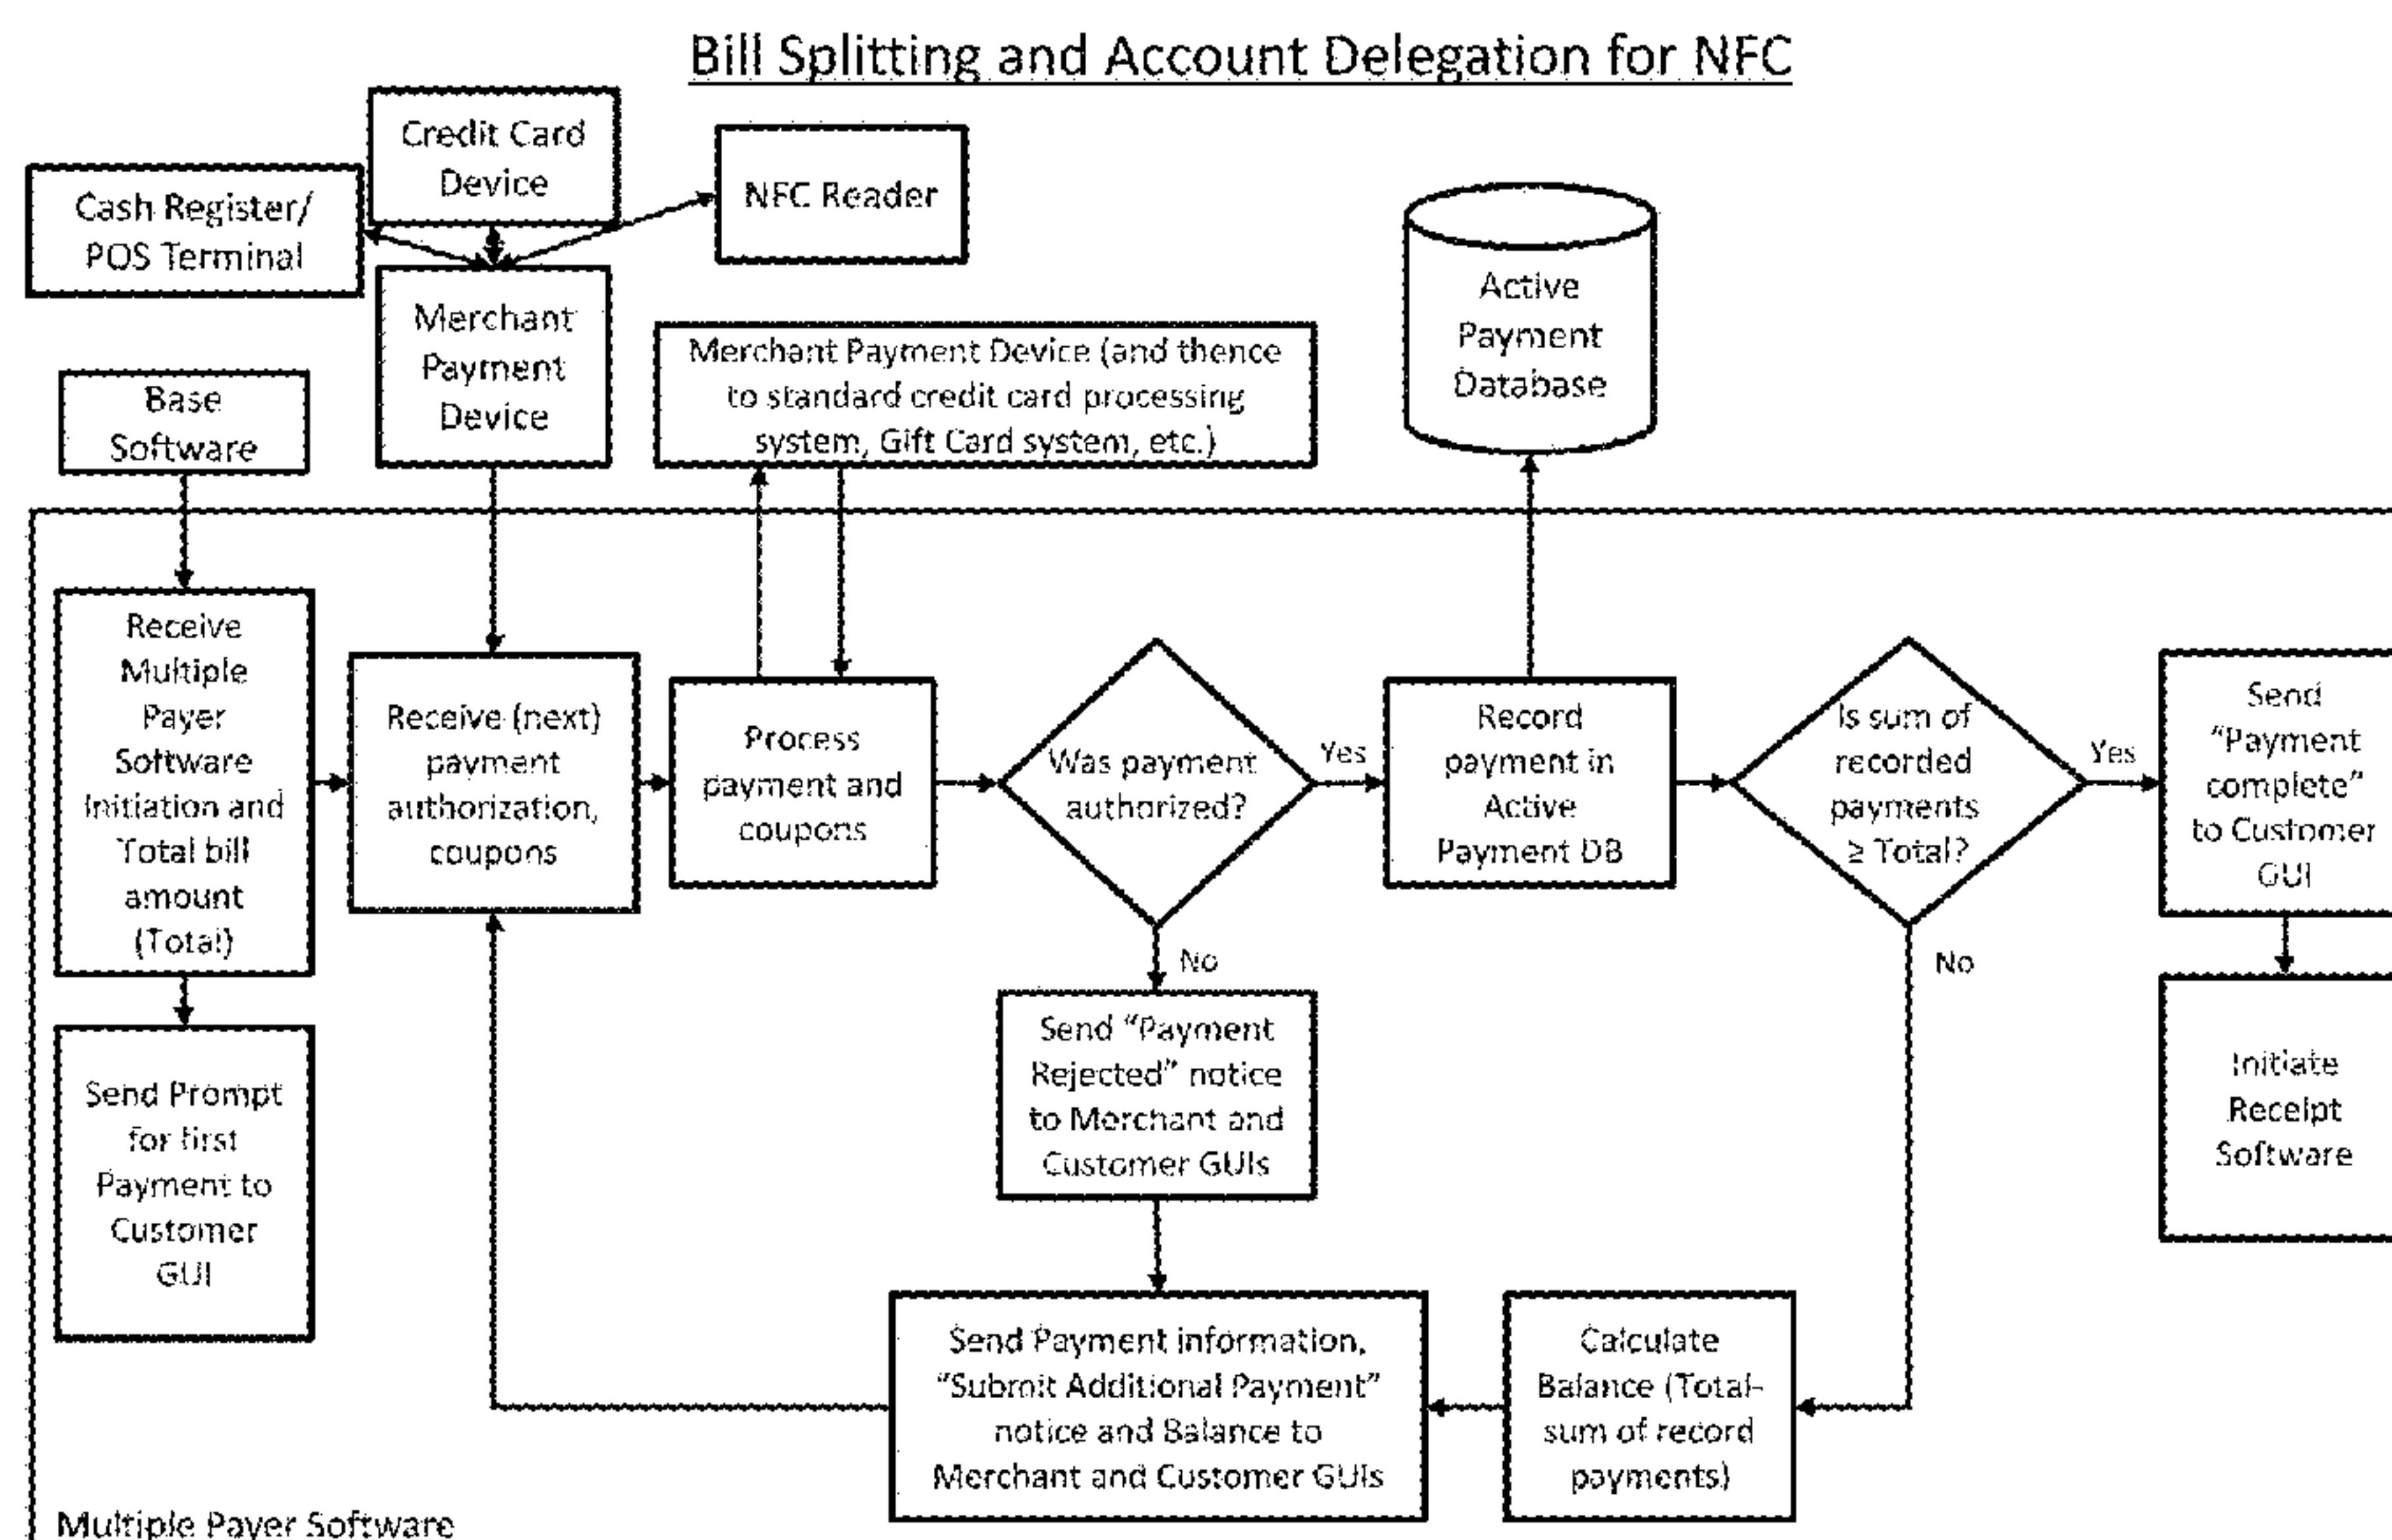 Bill Splitting and Account Delegation for NFC
Credit Card
Device
Cash Register/
POS Terminal
NFC Reader
Merchant
Payment
Device
Base
Software
Merchant Payment Device (and thence
to standard credit card processing
system, Gift Card system, etc.)
Active
Payment
Database
Receive
Multiple
Payer
Software
Initiation and
Total bill
amount
(Total)
Receive (next)
payment
authorization,
coupons
Process
payment and
coupons
Was payment
authorized?
Yes
No
Record
payment in
Active
Payment DB
Is sum of
recorded
payments
≥ Total?
Yes
No
Send
“Payment
complete”
to Customer
GUI
Send Prompt
for first
Payment to
Customer
GUI
Send “Payment
Rejected” notice
to Merchant and
Customer GUIs
Initiate
Receipt
Software
Send Payment information,
“Submit Additional Payment”
notice and Balance to
Merchant and Customer GUIs
Calculate
Balance (Total-
sum of record
payments)
Multiple Payer Software